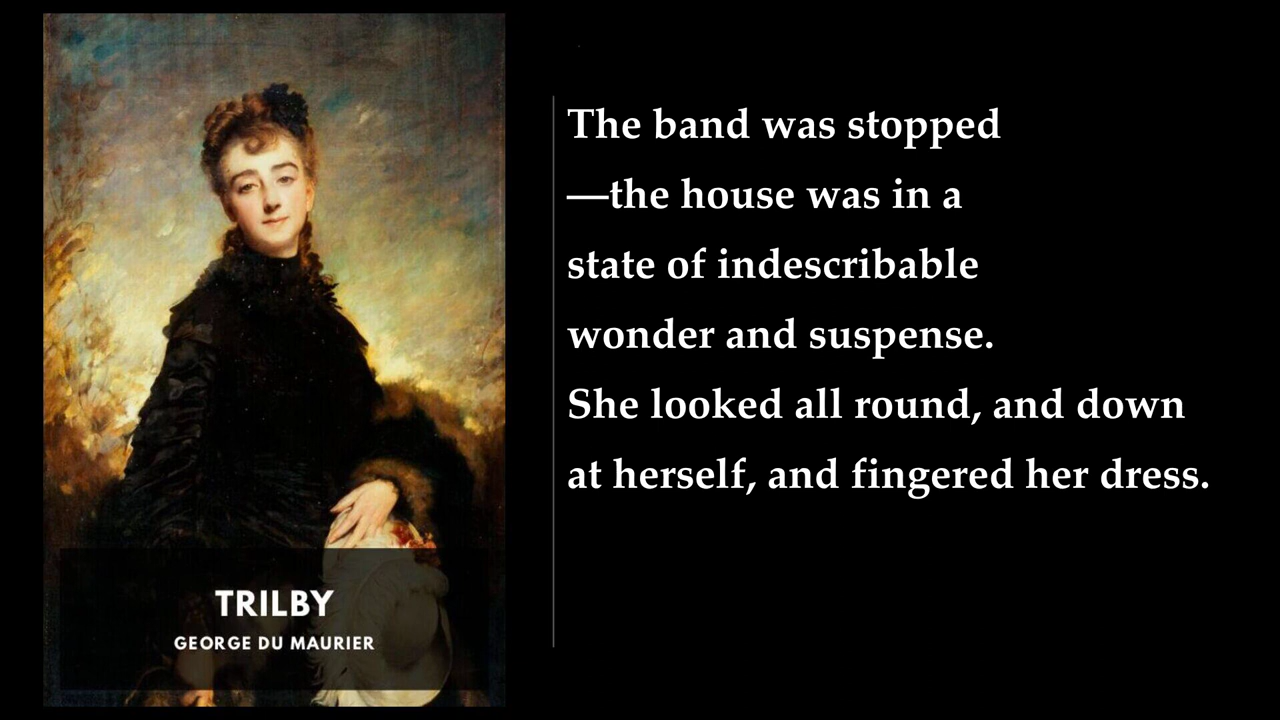 The band was stopped
—the house was in a
state of indescribable
wonder and suspense.
She looked all round, and down
at herself, and fingered her dress.
TRILBY
GEORGE DU MAURIER